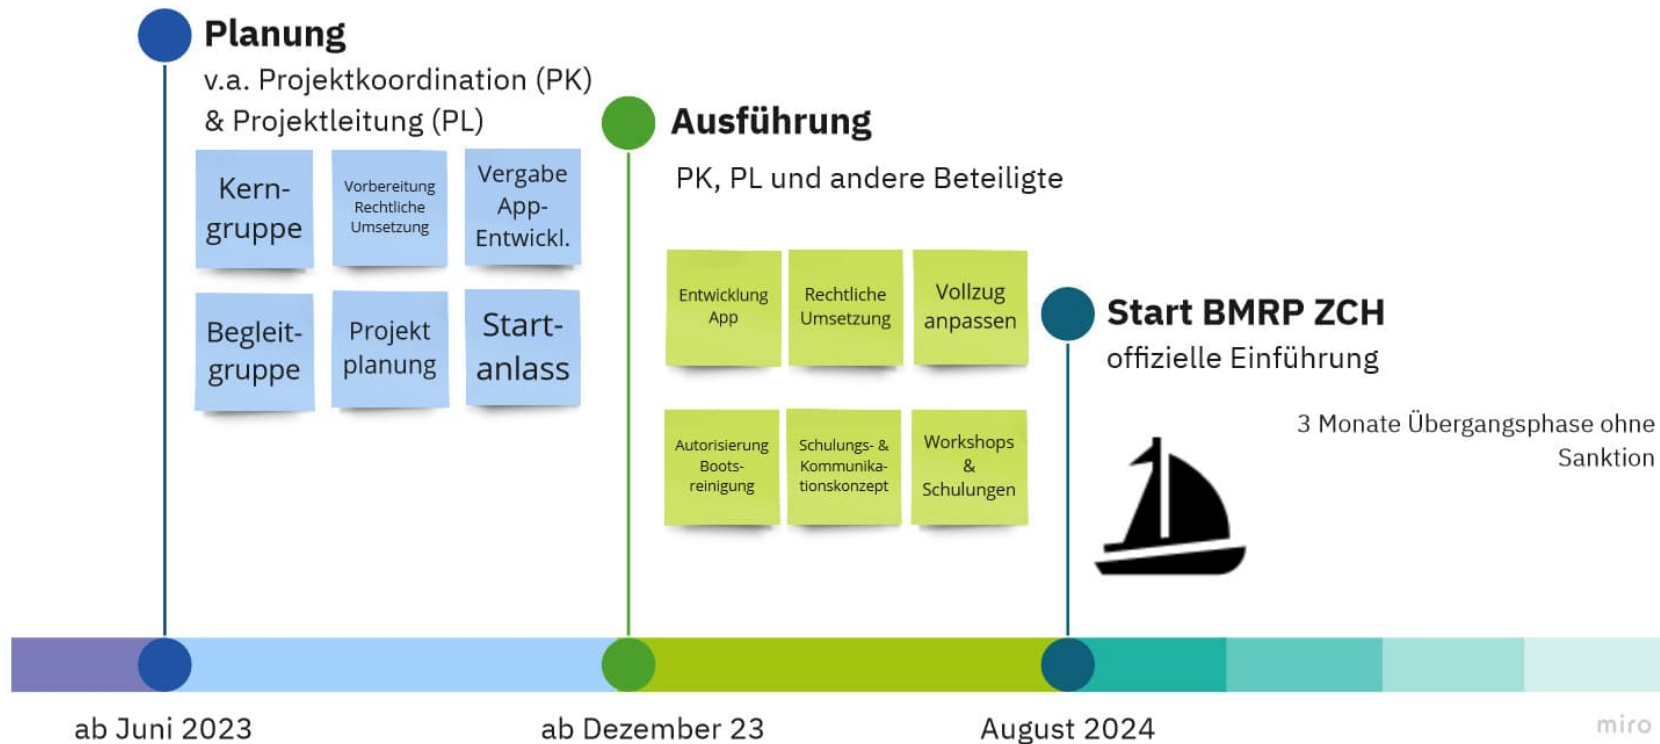 Planung
v.a. Projektkoordination (PK)
& Projektleitung (PL)
Kern-
gruppe
Vorbereitung
Rechtliche
Umsetzung
Vergabe
App-
Entwickl.
Begleit-
gruppe
Projekt
planung
Start-
anlass
Ausführung
PK, PL und andere Beteiligte
Entwicklung
App
Rechtliche
Umsetzung
Vollzug
anpassen
Autorisierung
Boots-
reinigung
Schulungs- &
Kommunika-
tionskonzept
Workshops
&
Schulungen
Start BMRP ZCH
offizielle Einführung
3 Monate Übergangsphase ohne
Sanktion
ab Juni 2023
ab Dezember 23
August 2024
miro